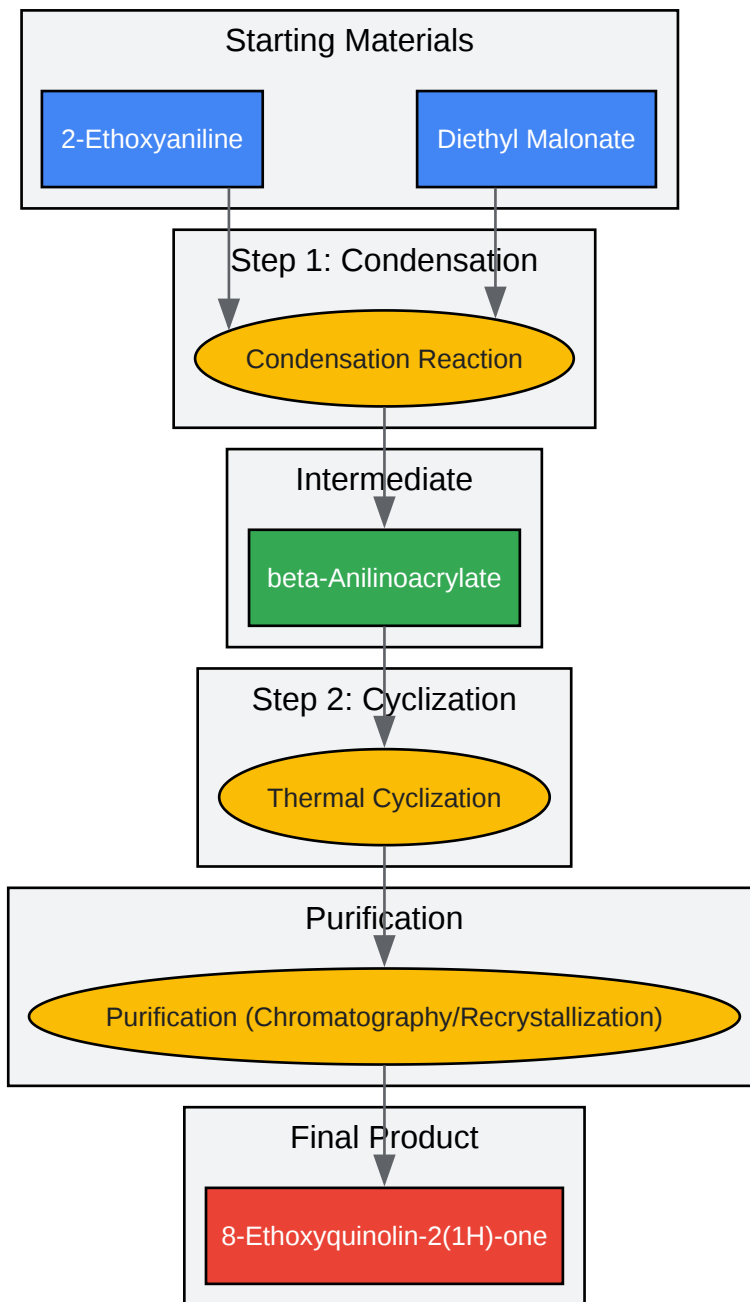 Starting Materials
2-Ethoxyaniline
Diethyl Malonate
Step 1: Condensation
Condensation Reaction
Intermediate
beta-Anilinoacrylate
Step 2: Cyclization
Thermal Cyclization
Purification
Purification (Chromatography/Recrystallization)
Final Product
8-Ethoxyquinolin-2(1H)-one